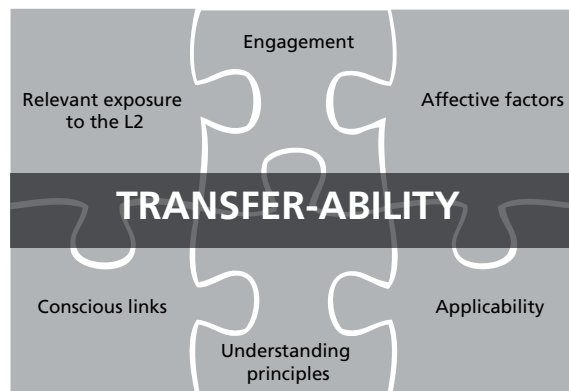 Engagement
Relevant exposure
to the L2
Affective factors
TRANSFER-ABILITY
Conscious links
Applicability
Understanding
principles